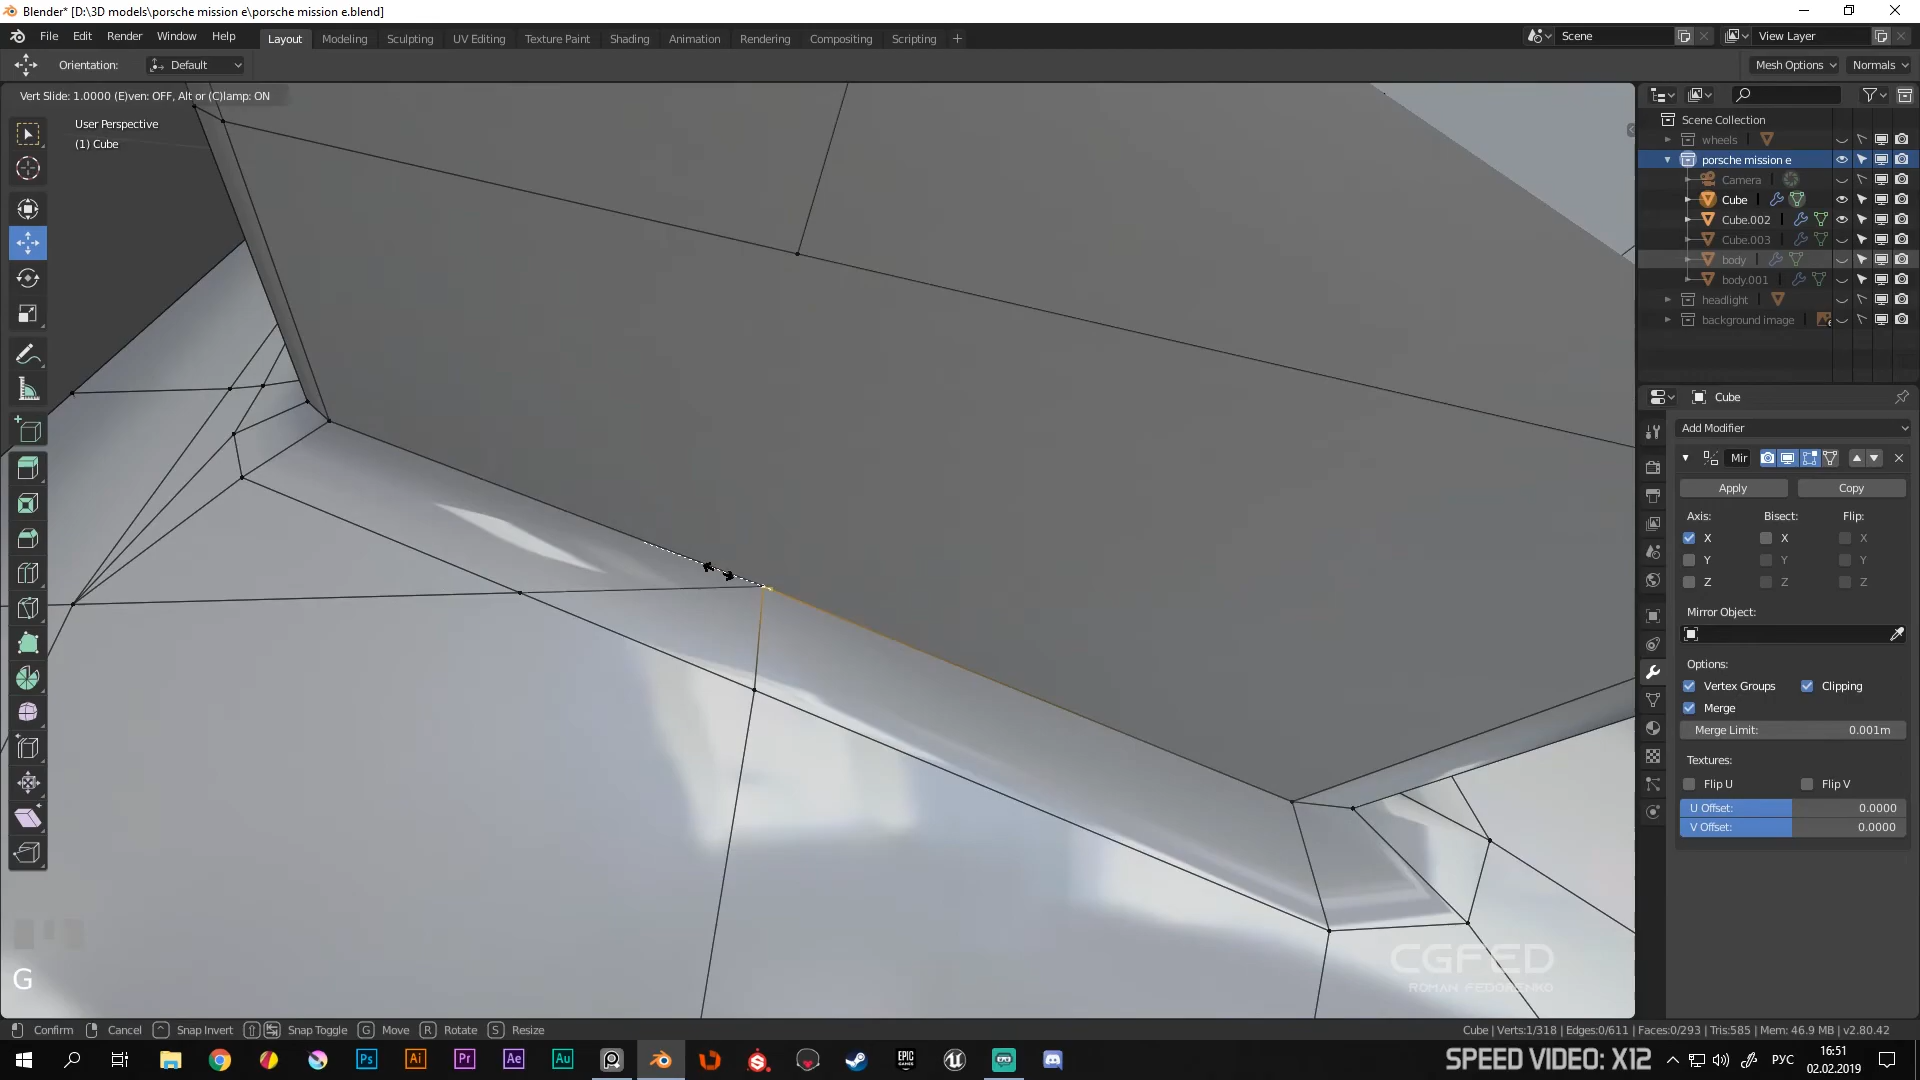 Blender* [D:\3D models\porsche mission e\porsche mission e.blend]
File Edit Render Window Help Layout Modeling Sculpting UV Editing Texture Paint Shading Animation Rendering Compositing Scripting + Scene View Layer
Orientation: Default Mesh Options Normals
Vert Slide: 1.0000 (E)ven: OFF, Alt or (C)lamp: ON
User Perspective
(1) Cube
Scene Collection
wheels
porsche mission e
Camera
Cube
Cube.002
Cube.003
body
body.001
headlight
background image
Cube
Add Modifier
Mir
Apply Copy
Axis: Bisect: Flip:
X X X
Y Y Y
Z Z Z
Mirror Object:
Options:
Vertex Groups Clipping
Merge
Merge Limit: 0.001m
Textures:
Flip U Flip V
U Offset: 0.0000
V Offset: 0.0000
G
CGFED
ROMAN FEDORENKO
Confirm Cancel Snap Invert Snap Toggle G Move R Rotate S Resize Cube | Verts:1/318 | Edges:0/611 | Faces:0/293 | Tris:585 | Mem: 46.9 MB | v2.80.42
Ps Ai Pr Ae Au EPIC GAMES
SPEED VIDEO: X12
РУС
16:51
02.02.2019